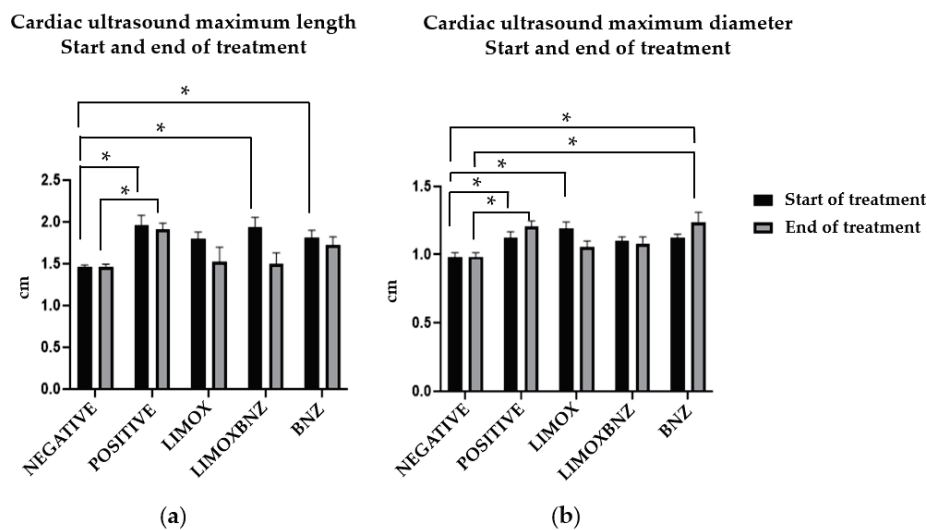 Cardiac ultrasound maximum length
Start and end of treatment
*
*
*
*
2.5
2.0
1.5
1.0
0.5
0.0
cm
NEGATIVE
POSITIVE
LIMOX
LIMOXBNZ
BNZ
(a)
Cardiac ultrasound maximum diameter
Start and end of treatment
*
*
*
*
*
1.5
1.0
0.5
0.0
cm
NEGATIVE
POSITIVE
LIMOX
LIMOXBNZ
BNZ
(b)
Start of treatment
End of treatment